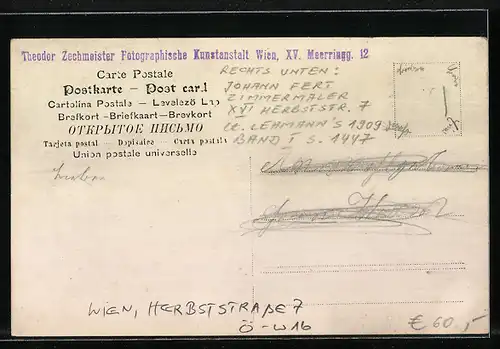 Theodor Zechmeister Fotographische Kunstanstalt Wien, XV. Meerringg. 12
Carte Postale
Postkarte – Post card
Cartolina Postale – Levelező Lap
Brefkort – Briefkaart – Brevkort
ОТКРЫТОЕ ПИСЬМО
Tarjeta postal — Dopisnice — Carta postala
Union postale universelle
RECHTS UNTEN:
JOHANN FERT
ZIMMERMALER
XVI HERBSTSTR. 7
LT. LEHMANN'S 1909
BAND I S. 1447
WIEN, HERBSTSTRAßE 7
Ö-W16
€ 60,-